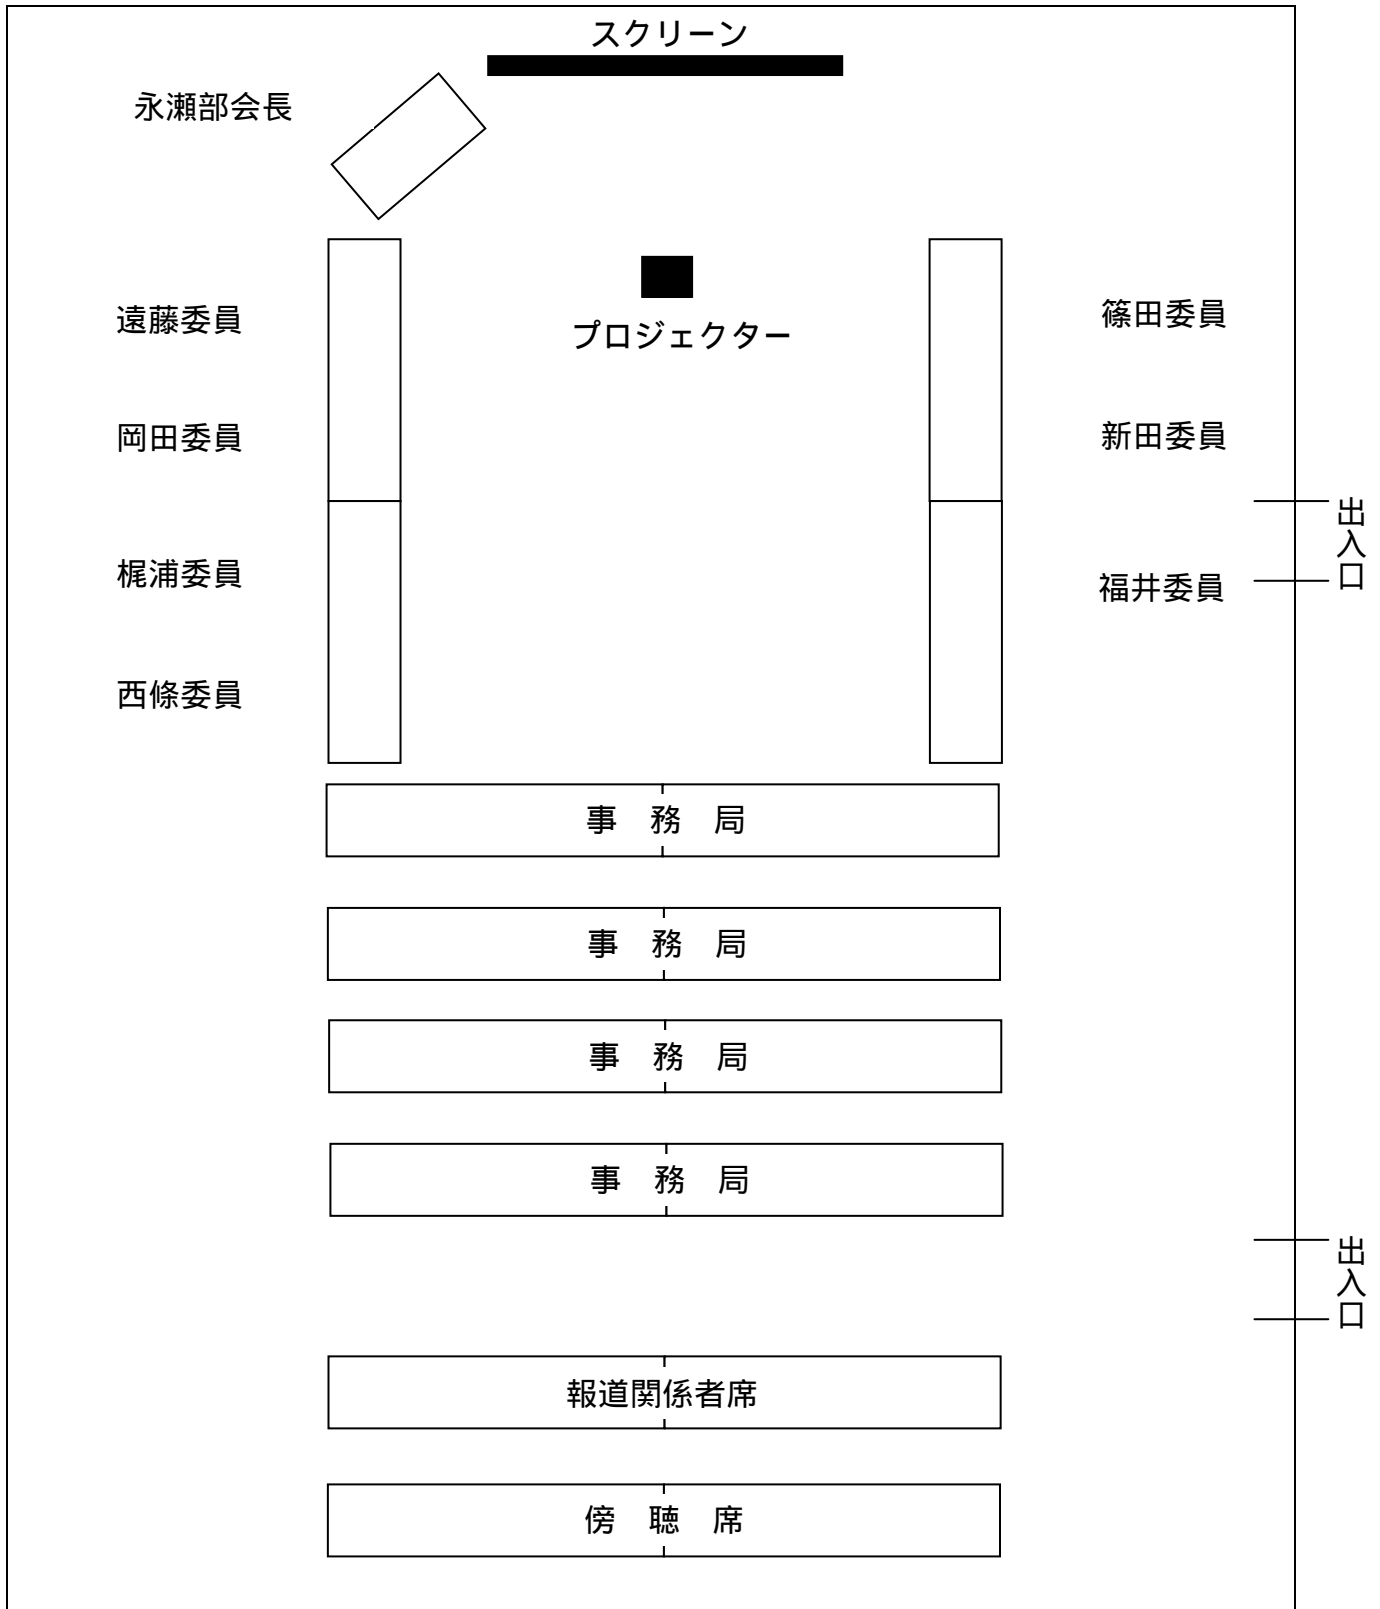 スクリーン
永瀬部会長
プロジェクター
遠藤委員
篠田委員
岡田委員
新田委員
出入口
梶浦委員
福井委員
西條委員
事　務　局
事　務　局
事　務　局
事　務　局
出入口
報道関係者席
傍　聴　席